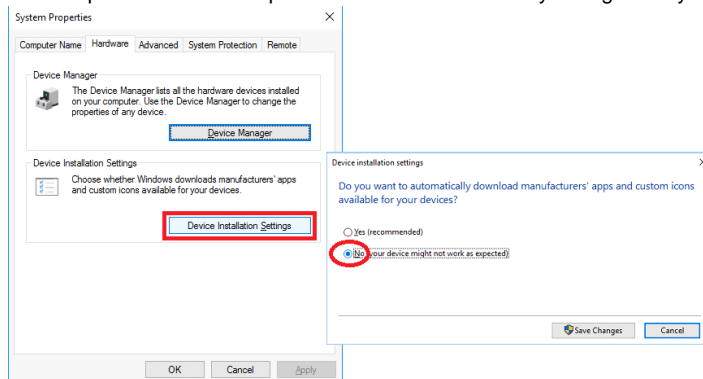 System Properties
Computer Name Hardware Advanced System Protection Remote
Device Manager
The Device Manager lists all the hardware devices installed
on your computer. Use the Device Manager to change the
properties of any device.
Device Manager
Device Installation Settings
Choose whether Windows downloads manufacturers' apps
and custom icons available for your devices.
Device Installation Settings
OK Cancel Apply
Device installation settings
Do you want to automatically download manufacturers' apps and custom icons
available for your devices?
Yes (recommended)
No (your device might not work as expected)
Save Changes Cancel